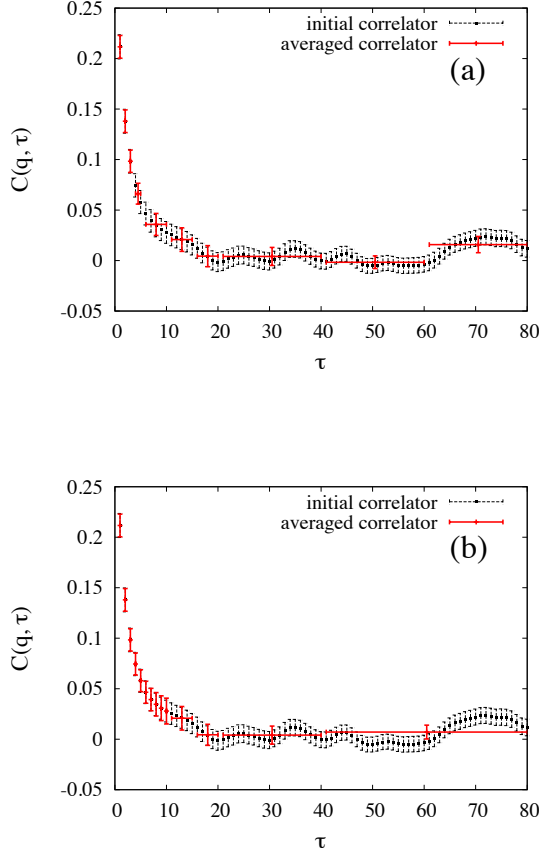 0.25
0.2
0.15
0.1
0.05
0
-0.05
C(q, τ)
initial correlator
averaged correlator
(a)
0 10 20 30 40 50 60 70 80
τ
0.25
0.2
0.15
0.1
0.05
0
-0.05
C(q, τ)
initial correlator
averaged correlator
(b)
0 10 20 30 40 50 60 70 80
τ